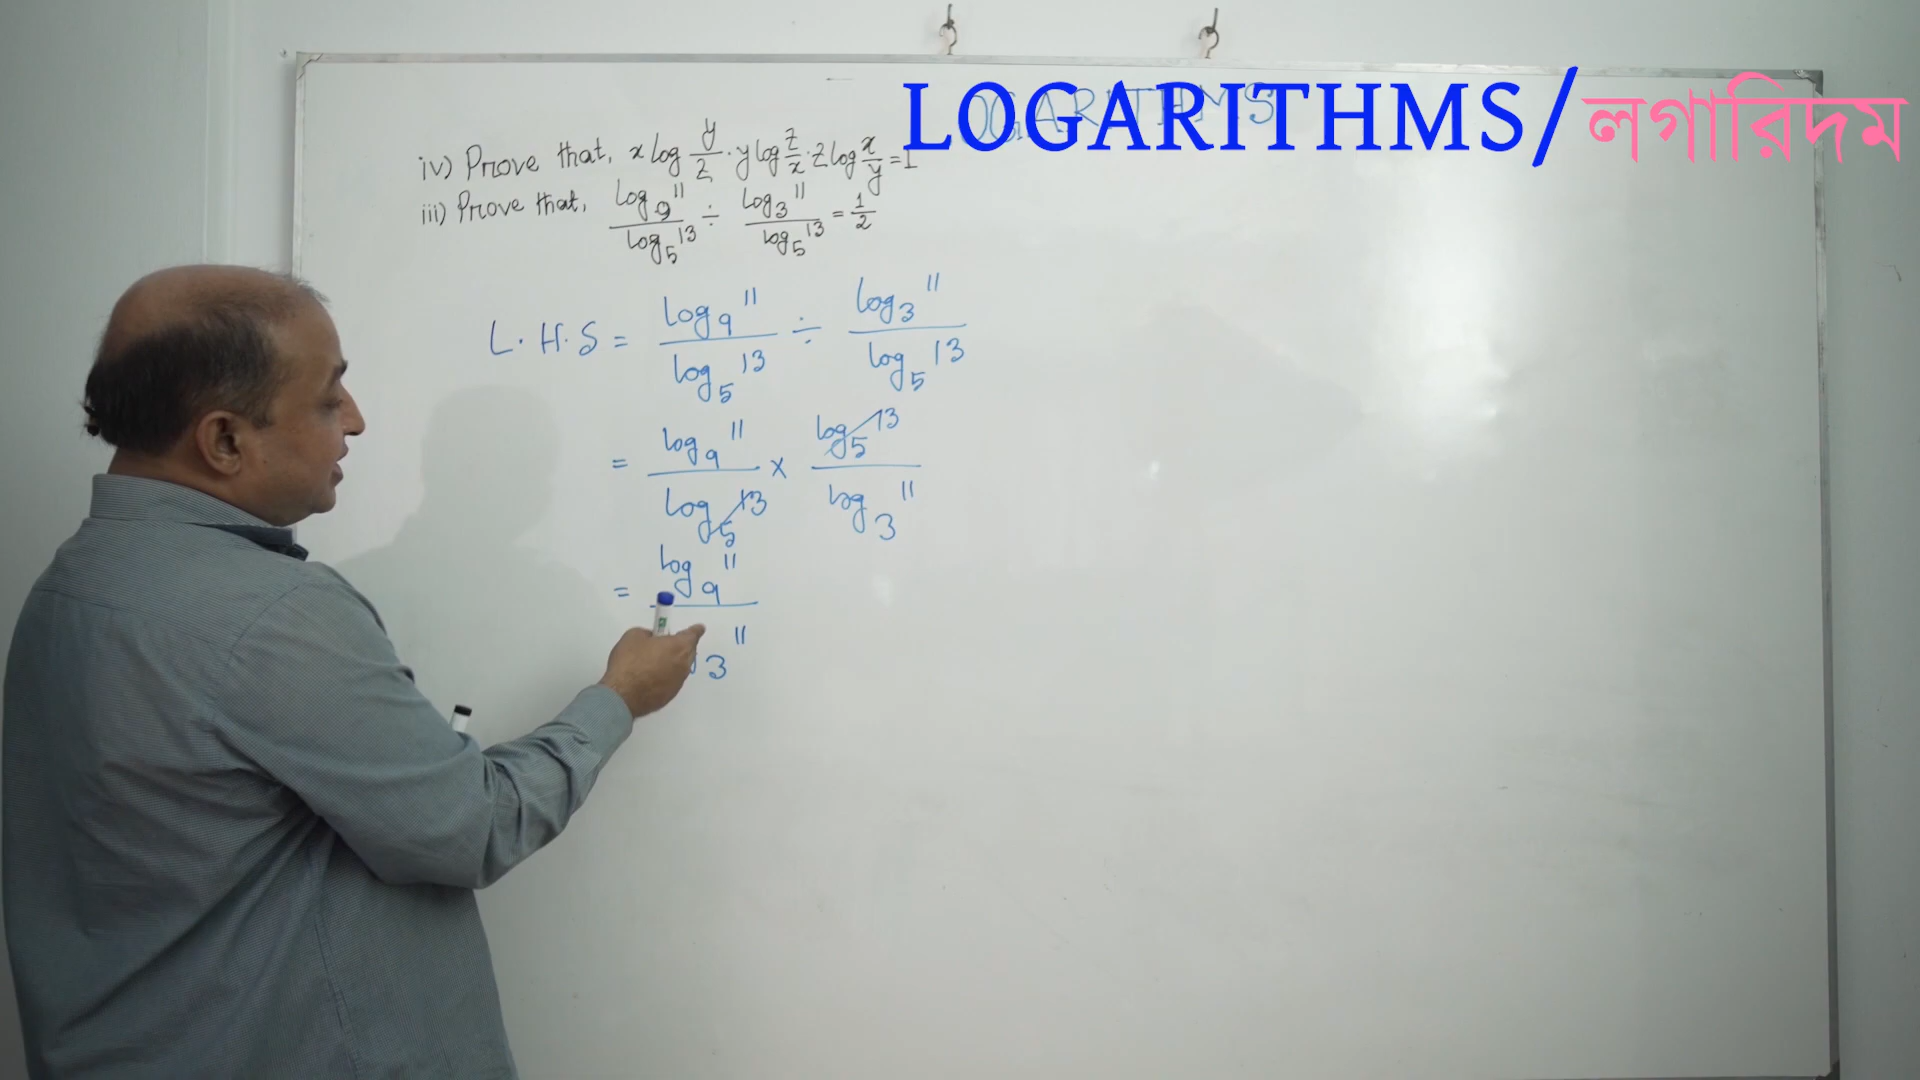 LOGARITHMS/লগারিদম
OGARITHMS
iv) Prove that, x log y/z · y log z/x · z log x/y = 1
iii) Prove that, log₉ 11 / log₅ 13 ÷ log₃ 11 / log₅ 13 = 1/2
L.H.S = log₉ 11 / log₅ 13 ÷ log₃ 11 / log₅ 13
= log₉ 11 / log₅ 13 × log₅ 13 / log₃ 11
= log₉ 11 / g₃ 11